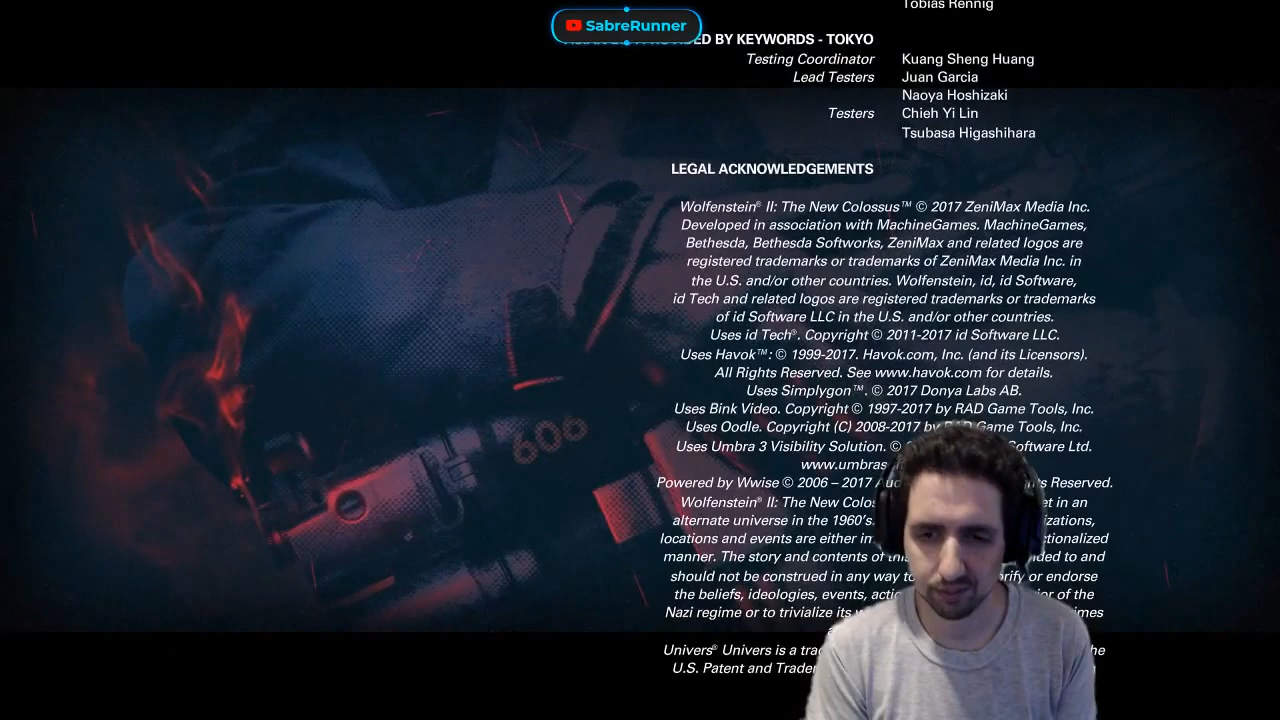 Tobias Rennig
SabreRunner
ED BY KEYWORDS - TOKYO
Testing Coordinator Kuang Sheng Huang
Lead Testers Juan Garcia
Naoya Hoshizaki
Testers Chieh Yi Lin
Tsubasa Higashihara
LEGAL ACKNOWLEDGEMENTS
Wolfenstein® II: The New Colossus™ © 2017 ZeniMax Media Inc.
Developed in association with MachineGames. MachineGames,
Bethesda, Bethesda Softworks, ZeniMax and related logos are
registered trademarks or trademarks of ZeniMax Media Inc. in
the U.S. and/or other countries. Wolfenstein, id, id Software,
id Tech and related logos are registered trademarks or trademarks
of id Software LLC in the U.S. and/or other countries.
Uses id Tech®. Copyright © 2011-2017 id Software LLC.
Uses Havok™: © 1999-2017. Havok.com, Inc. (and its Licensors).
All Rights Reserved. See www.havok.com for details.
Uses Simplygon™. © 2017 Donya Labs AB.
Uses Bink Video. Copyright © 1997-2017 by RAD Game Tools, Inc.
Uses Oodle. Copyright (C) 2008-2017 by RAD Game Tools, Inc.
Uses Umbra 3 Visibility Solution. © Software Ltd.
www.umbras
Powered by Wwise © 2006 – 2017 Au Reserved.
Wolfenstein® II: The New Colos et in an
alternate universe in the 1960's. izations,
locations and events are either im ctionalized
manner. The story and contents of this nded to and
should not be construed in any way to orify or endorse
the beliefs, ideologies, events, actio ior of the
Nazi regime or to trivialize its w imes
Univers® Univers is a tra he
U.S. Patent and Trade
606